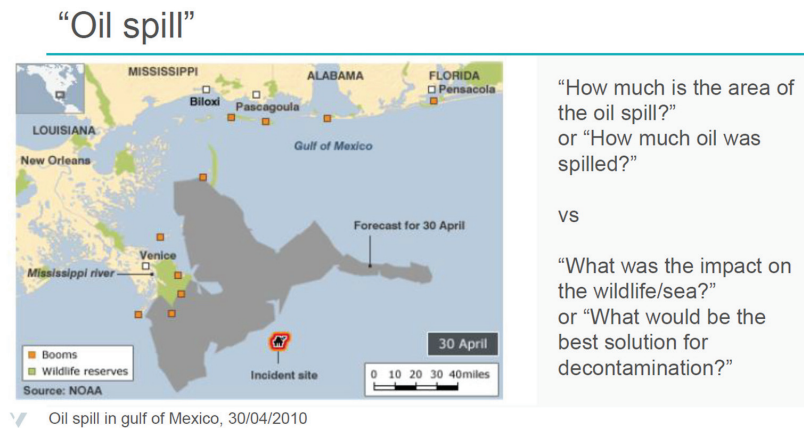 “Oil spill”
MISSISSIPPI
ALABAMA
FLORIDA
Biloxi
Pascagoula
Pensacola
LOUISIANA
New Orleans
Gulf of Mexico
Forecast for 30 April
Venice
Mississippi river
30 April
Booms
Wildlife reserves
Incident site
0 10 20 30 40miles
Source: NOAA
“How much is the area of
the oil spill?”
or “How much oil was
spilled?”
vs
“What was the impact on
the wildlife/sea?”
or “What would be the
best solution for
decontamination?”
Oil spill in gulf of Mexico, 30/04/2010